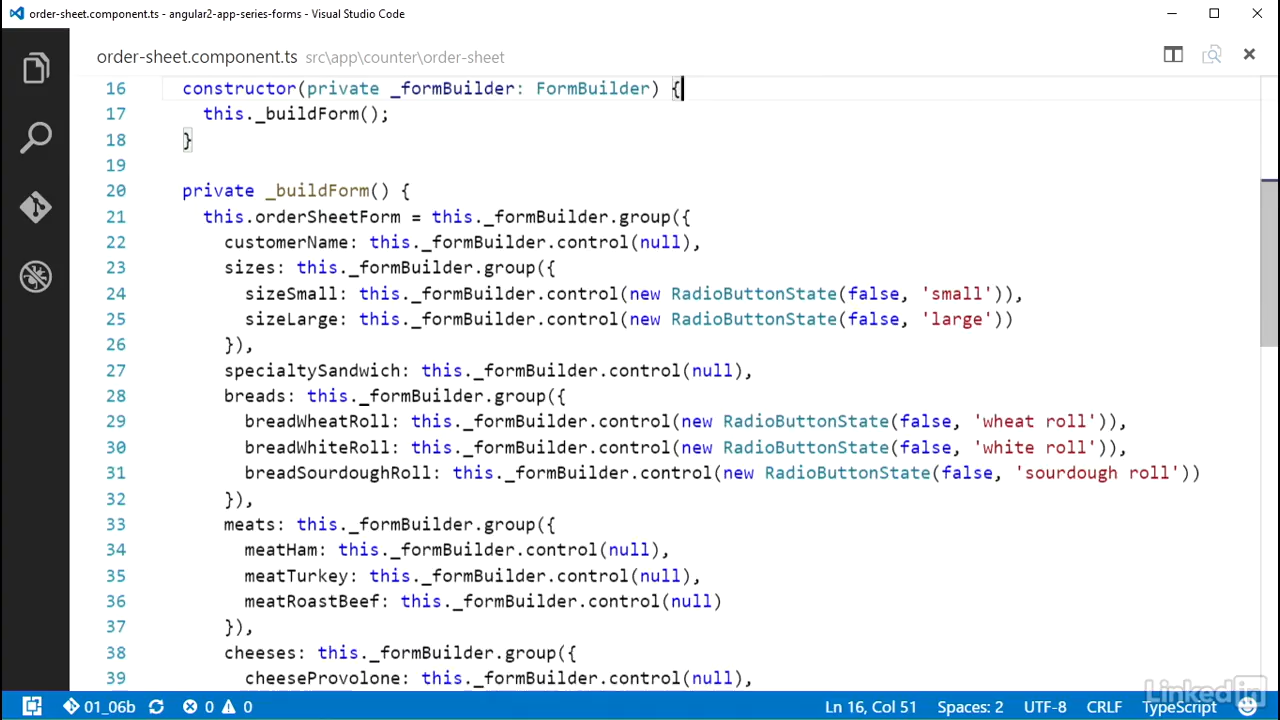 order-sheet.component.ts - angular2-app-series-forms - Visual Studio Code
order-sheet.component.ts src\app\counter\order-sheet
16 constructor(private _formBuilder: FormBuilder) {
17 this._buildForm();
18 }
19
20 private _buildForm() {
21 this.orderSheetForm = this._formBuilder.group({
22 customerName: this._formBuilder.control(null),
23 sizes: this._formBuilder.group({
24 sizeSmall: this._formBuilder.control(new RadioButtonState(false, 'small')),
25 sizeLarge: this._formBuilder.control(new RadioButtonState(false, 'large'))
26 }),
27 specialtySandwich: this._formBuilder.control(null),
28 breads: this._formBuilder.group({
29 breadWheatRoll: this._formBuilder.control(new RadioButtonState(false, 'wheat roll')),
30 breadWhiteRoll: this._formBuilder.control(new RadioButtonState(false, 'white roll')),
31 breadSourdoughRoll: this._formBuilder.control(new RadioButtonState(false, 'sourdough roll'))
32 }),
33 meats: this._formBuilder.group({
34 meatHam: this._formBuilder.control(null),
35 meatTurkey: this._formBuilder.control(null),
36 meatRoastBeef: this._formBuilder.control(null)
37 }),
38 cheeses: this._formBuilder.group({
39 cheeseProvolone: this._formBuilder.control(null),
LinkedIn
01_06b 0 0 Ln 16, Col 51 Spaces: 2 UTF-8 CRLF TypeScript